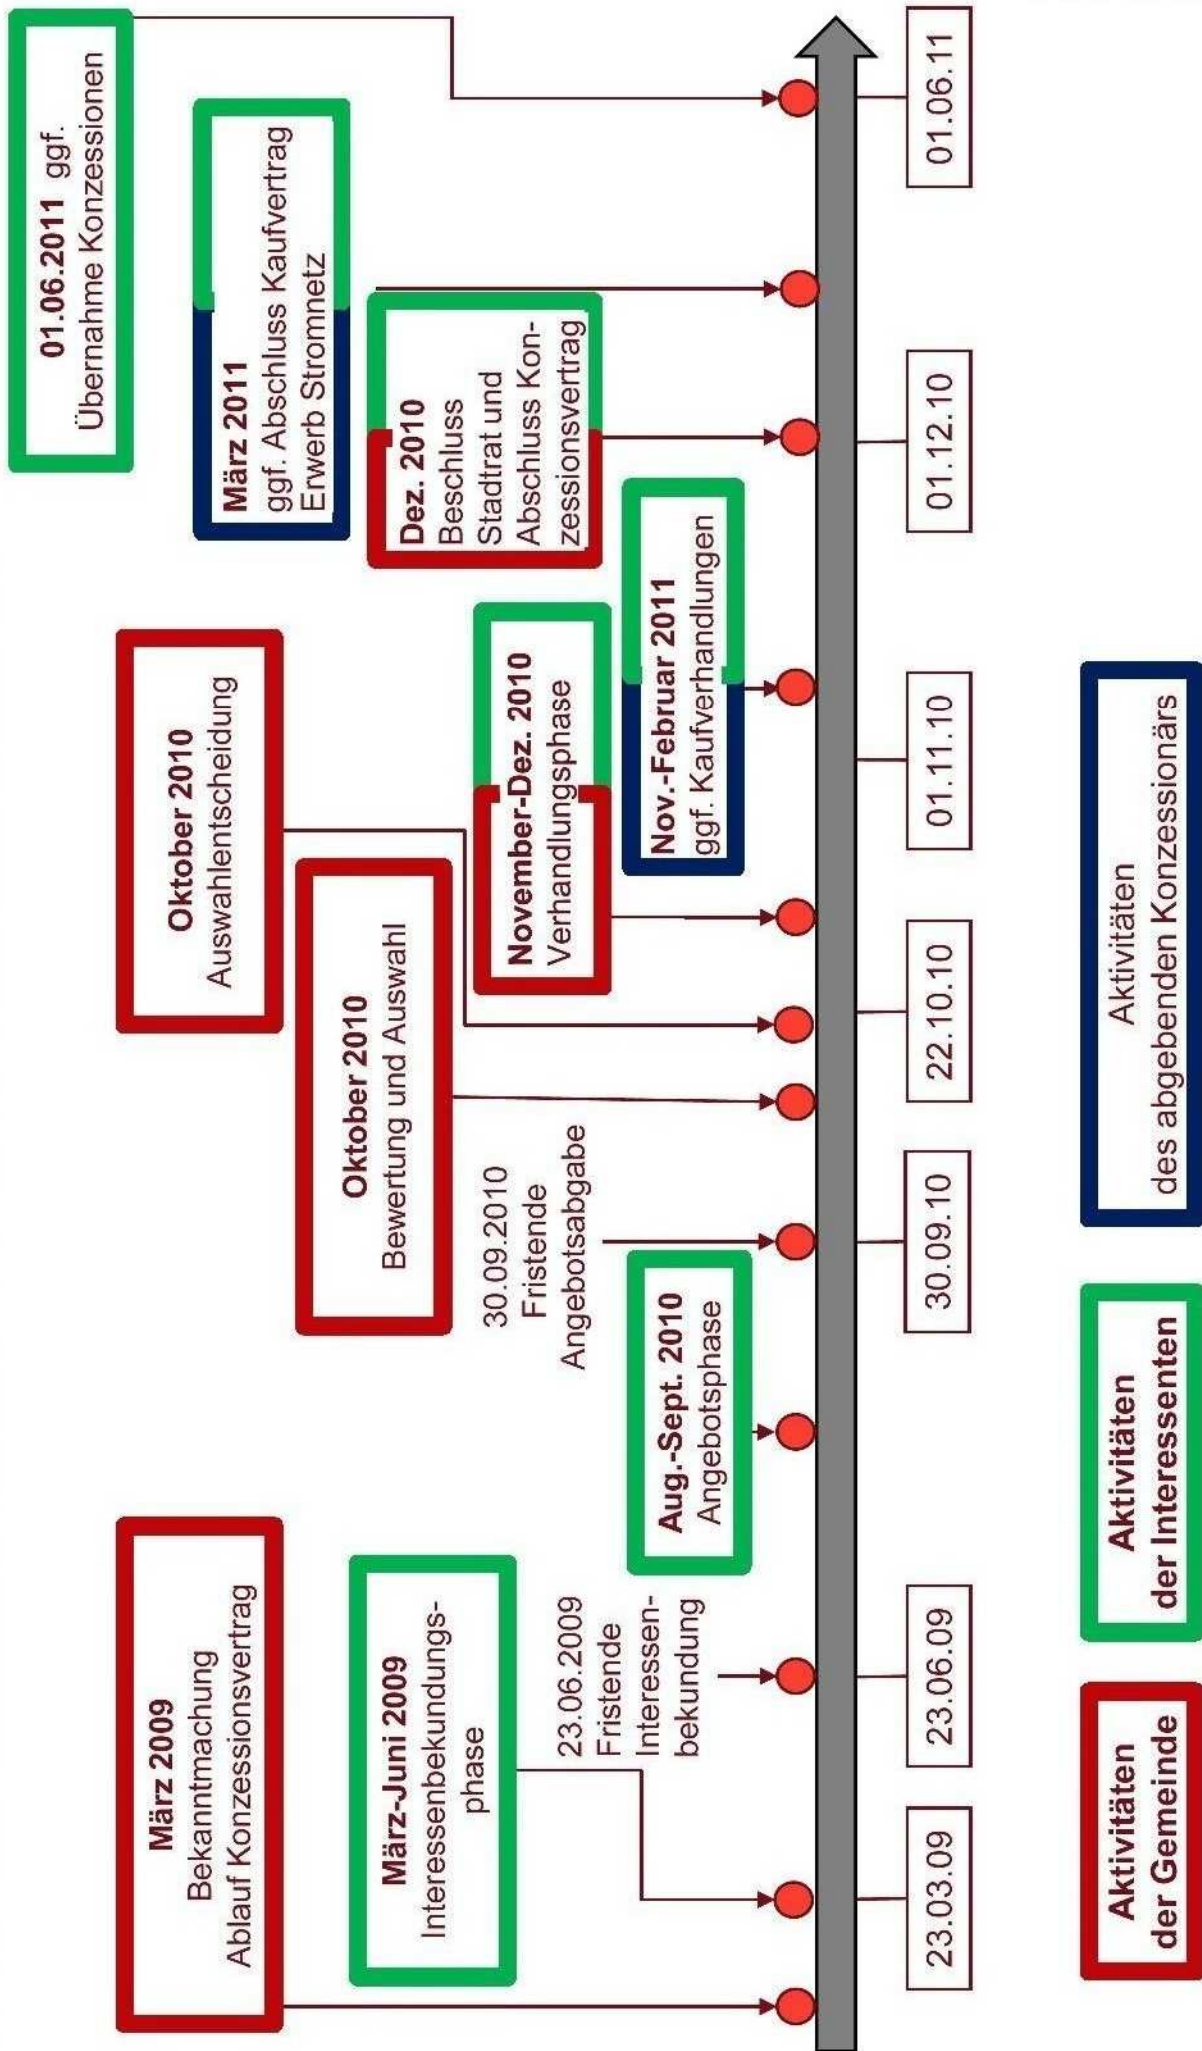 März 2009
Bekanntmachung
Ablauf Konzessionsvertrag
März-Juni 2009
Interessenbekundungs-
phase
23.06.2009
Fristende
Interessen-
bekundung
Aug.-Sept. 2010
Angebotsphase
30.09.2010
Fristende
Angebotsabgabe
Oktober 2010
Bewertung und Auswahl
Oktober 2010
Auswahlentscheidung
November-Dez. 2010
Verhandlungsphase
Nov.-Februar 2011
ggf. Kaufverhandlungen
Dez. 2010
Beschluss
Stadtrat und
Abschluss Kon-
zessionsvertrag
März 2011
ggf. Abschluss Kaufvertrag
Erwerb Stromnetz
01.06.2011 ggf.
Übernahme Konzessionen
23.03.09
23.06.09
30.09.10
22.10.10
01.11.10
01.12.10
01.06.11
Aktivitäten
der Gemeinde
Aktivitäten
der Interessenten
Aktivitäten
des abgebenden Konzessionärs